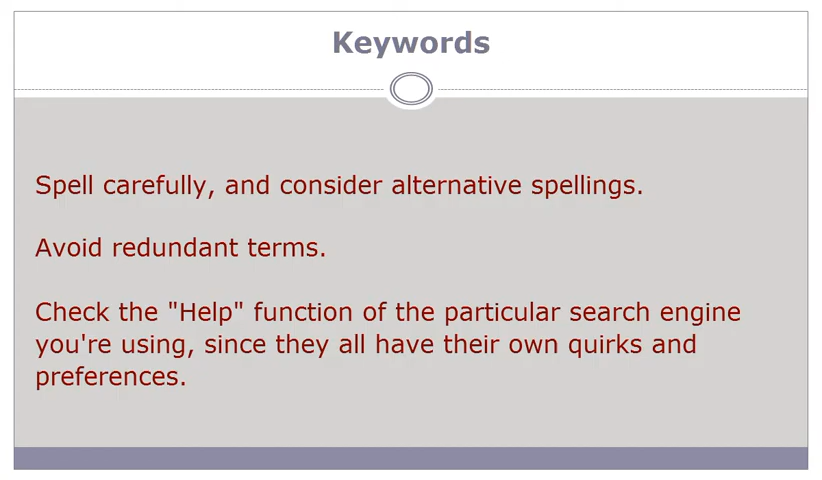 Keywords
Spell carefully, and consider alternative spellings.
Avoid redundant terms.
Check the "Help" function of the particular search engine
you're using, since they all have their own quirks and
preferences.